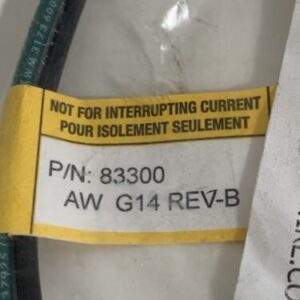 NOT FOR INTERRUPTING CURRENT
POUR ISOLEMENT SEULEMENT
P/N: 83300
AW G14 REV-B